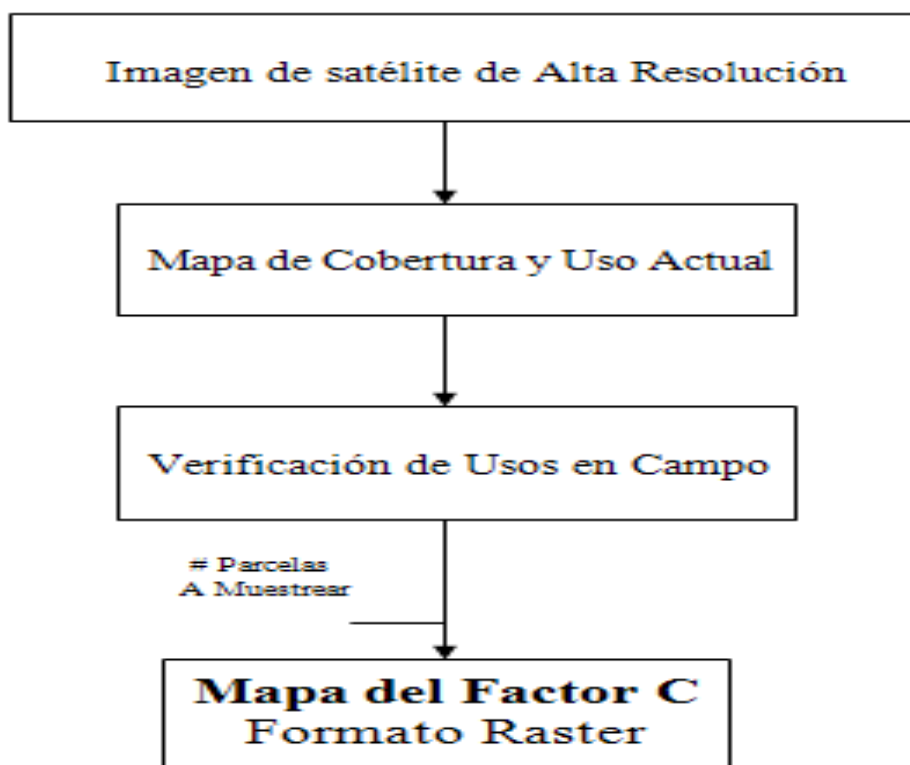 Imagen de satélite de Alta Resolución
Mapa de Cobertura y Uso Actual
Verificación de Usos en Campo
# Parcelas
A Muestrear
Mapa del Factor C
Formato Raster